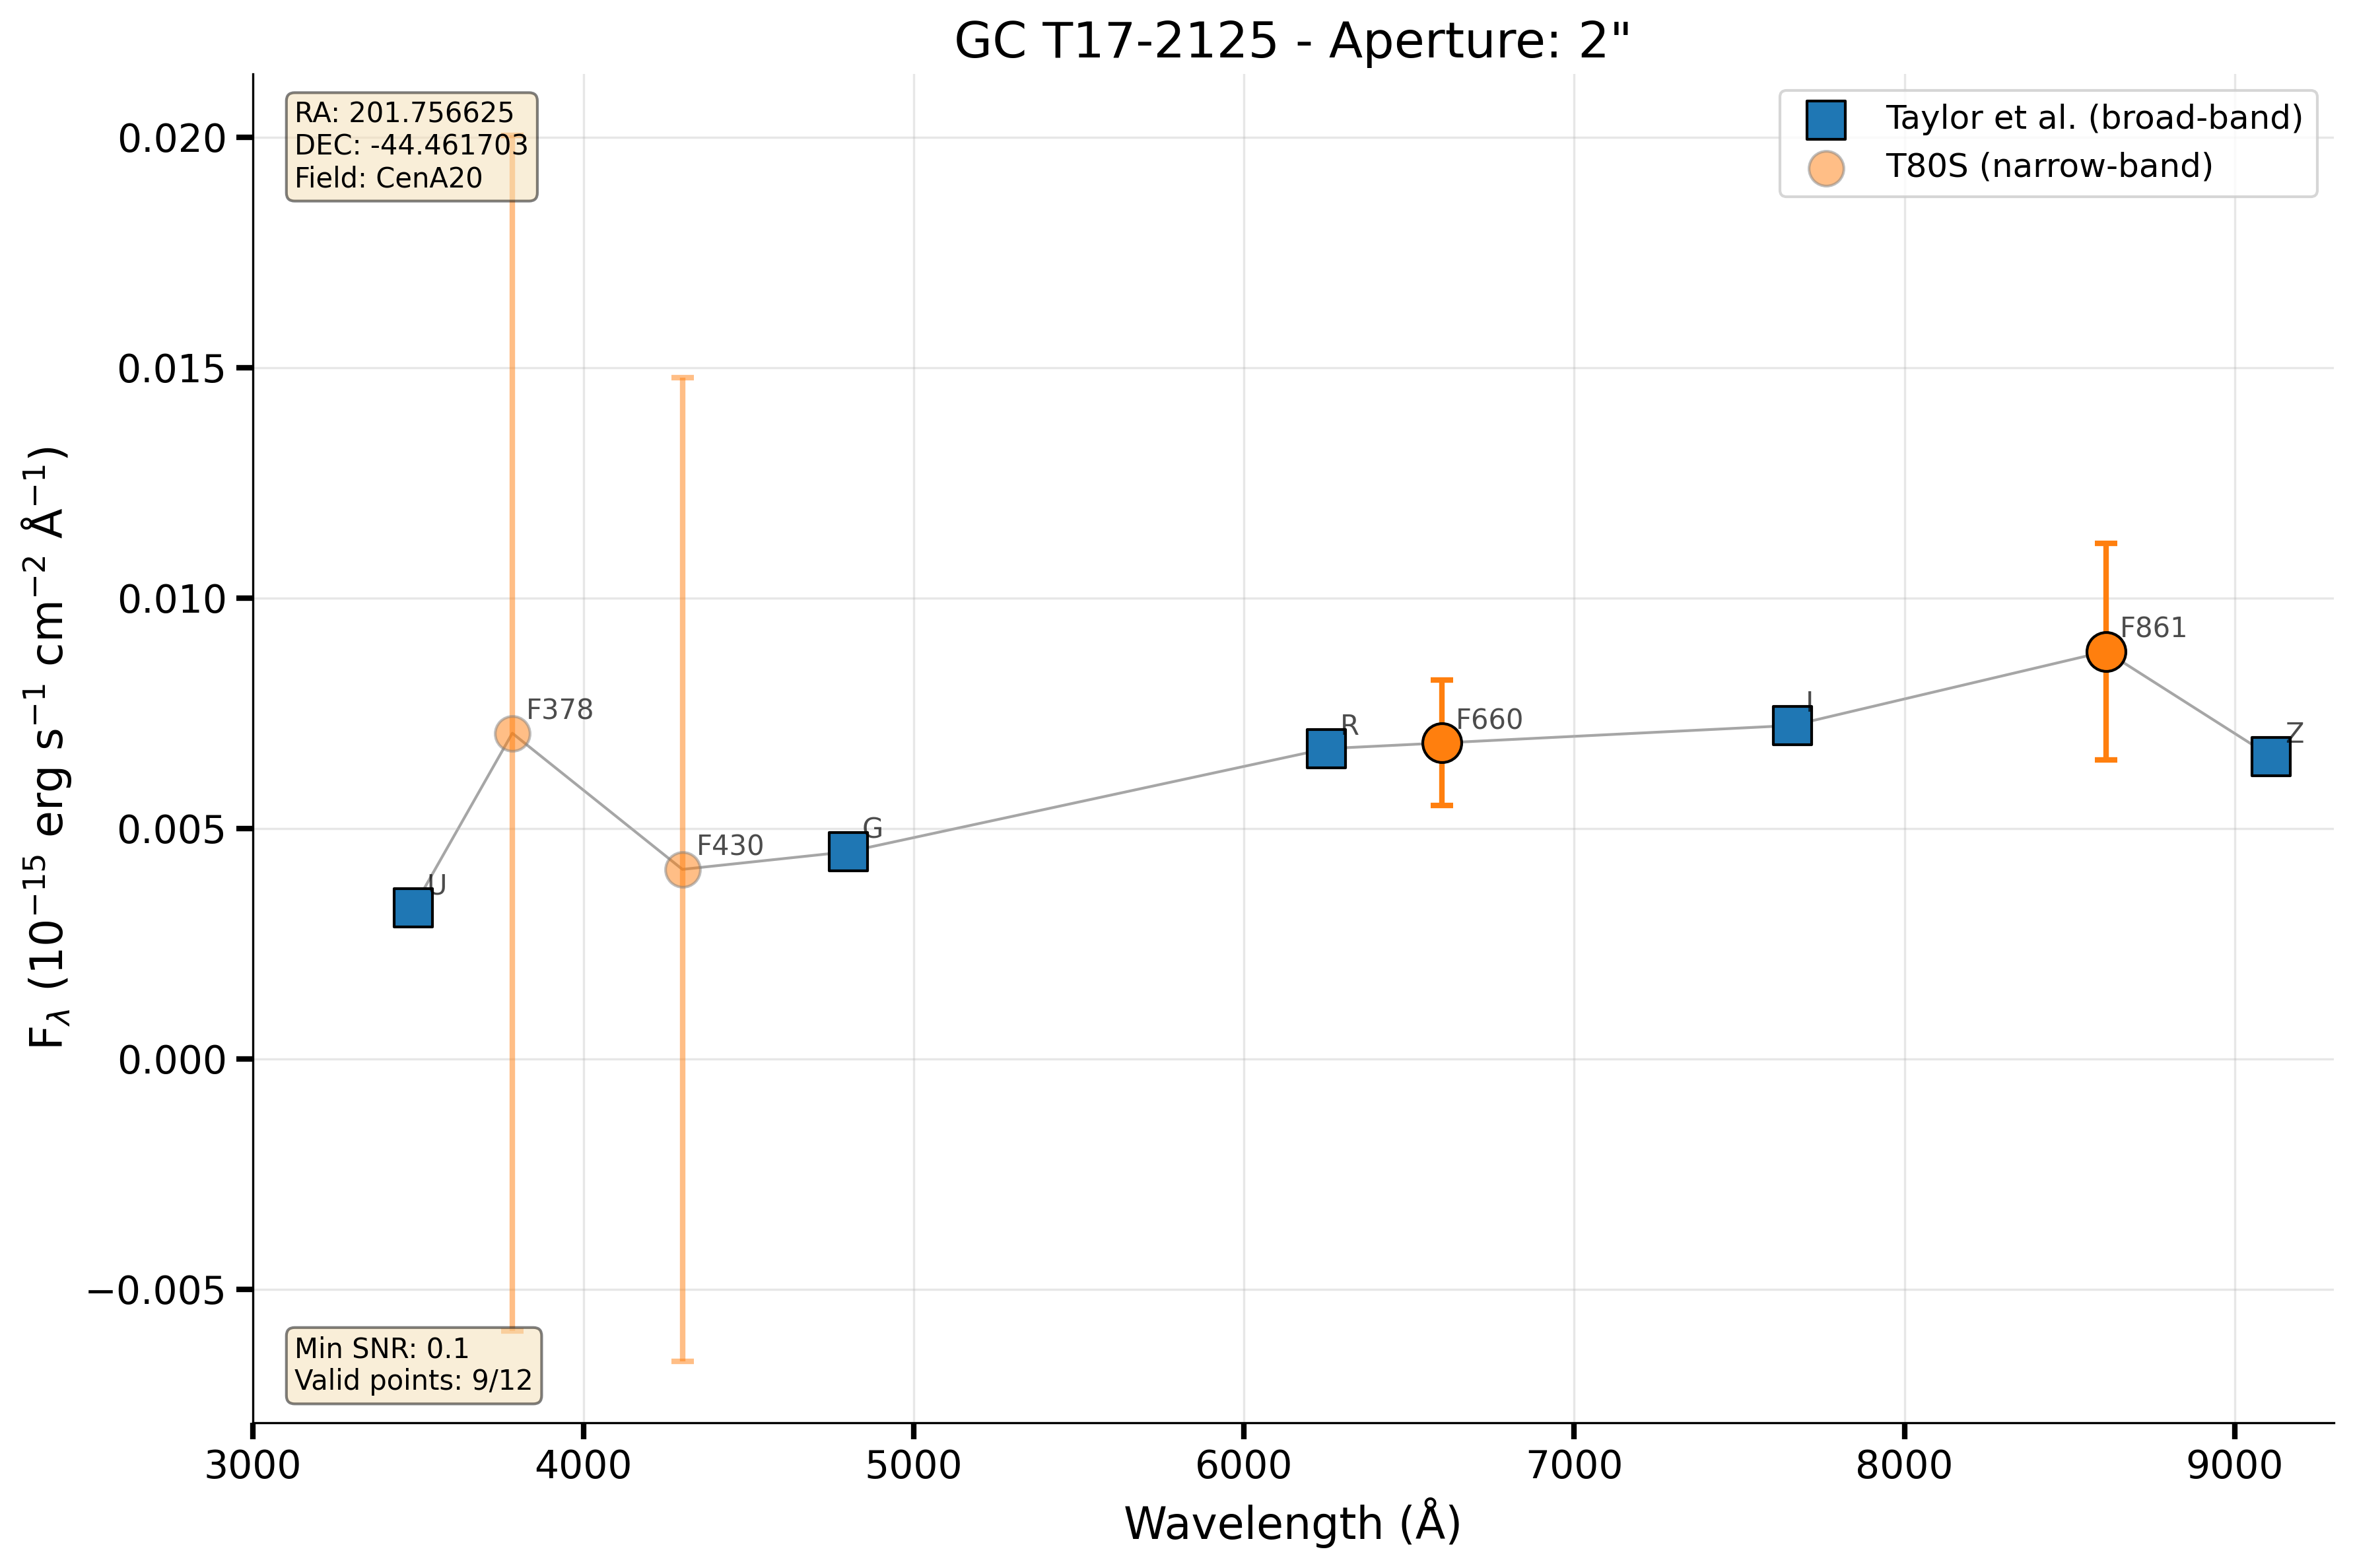 GC T17-2125 - Aperture: 2"
RA: 201.756625
DEC: -44.461703
Field: CenA20
Taylor et al. (broad-band)
T80S (narrow-band)
0.020
0.015
0.010
0.005
0.000
−0.005
F_λ (10⁻¹⁵ erg s⁻¹ cm⁻² Å⁻¹)
U
F378
F430
G
R
F660
I
F861
Z
Min SNR: 0.1
Valid points: 9/12
3000 4000 5000 6000 7000 8000 9000
Wavelength (Å)